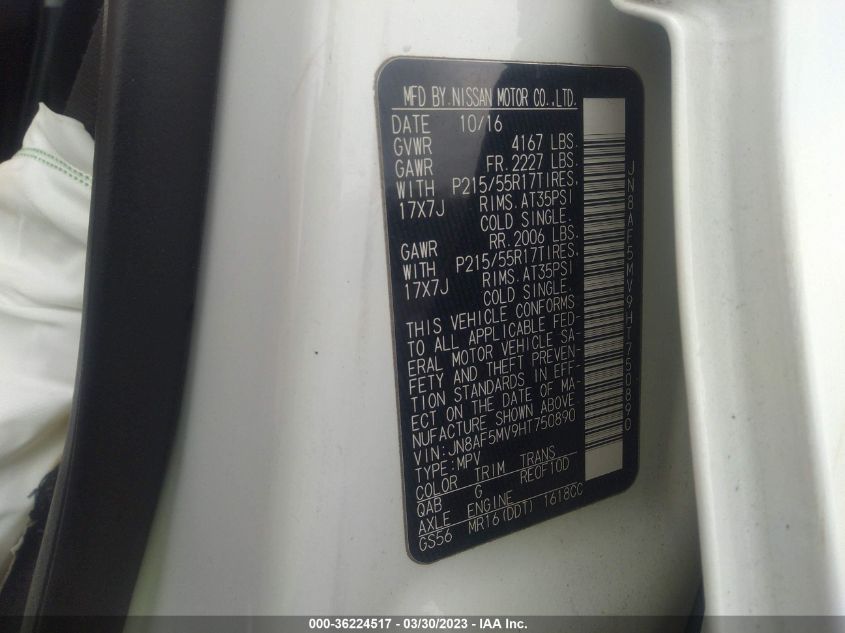 MFD BY.NISSAN MOTOR CO.,LTD.
DATE 10/16
GVWR 4167 LBS.
GAWR FR.2227 LBS.
WITH P215/55R17TIRES,
17X7J RIMS.AT35PSI
COLD SINGLE.
GAWR RR.2006 LBS.
WITH P215/55R17TIRES,
17X7J RIMS.AT35PSI
COLD SINGLE.
THIS VEHICLE CONFORMS
TO ALL APPLICABLE FED-
ERAL MOTOR VEHICLE SA-
FETY AND THEFT PREVEN-
TION STANDARDS IN EFF-
ECT ON THE DATE OF MA-
NUFACTURE SHOWN ABOVE.
VIN:JN8AF5MV9HT750890
TYPE:MPV
COLOR TRIM TRANS
QAB G RE0F10D
AXLE ENGINE
GS56 MR16(DDT) 1618CC
JN8AF5MV9HT750890
000-36224517 - 03/30/2023 - IAA Inc.